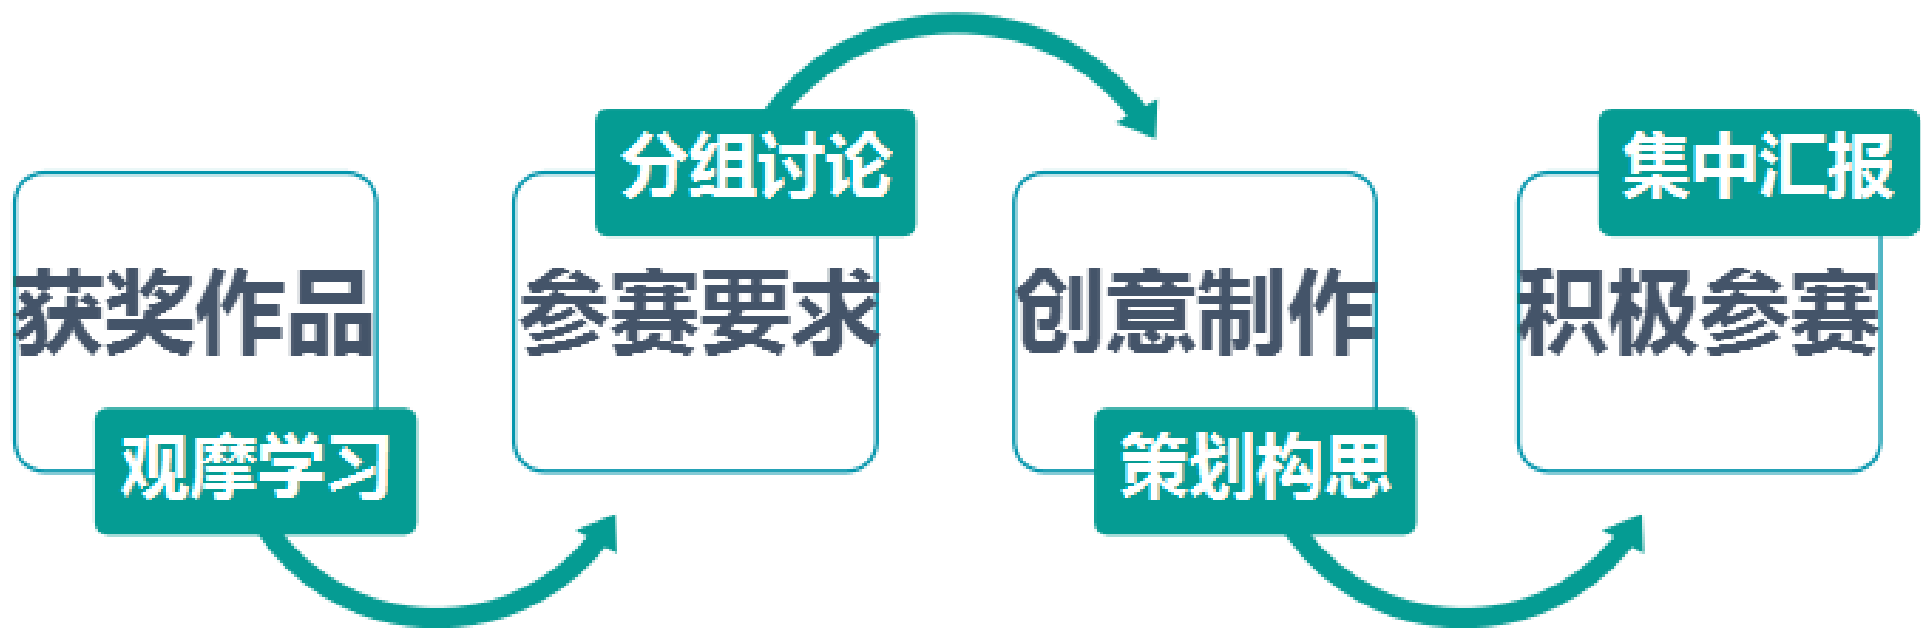 获奖作品
观摩学习
分组讨论
参赛要求
创意制作
策划构思
集中汇报
积极参赛